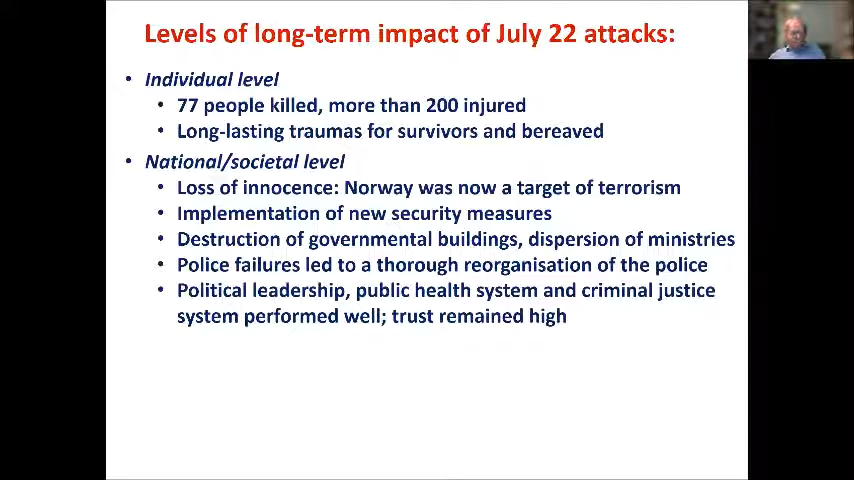 Levels of long-term impact of July 22 attacks:
• Individual level
• 77 people killed, more than 200 injured
• Long-lasting traumas for survivors and bereaved
• National/societal level
• Loss of innocence: Norway was now a target of terrorism
• Implementation of new security measures
• Destruction of governmental buildings, dispersion of ministries
• Police failures led to a thorough reorganisation of the police
• Political leadership, public health system and criminal justice
system performed well; trust remained high